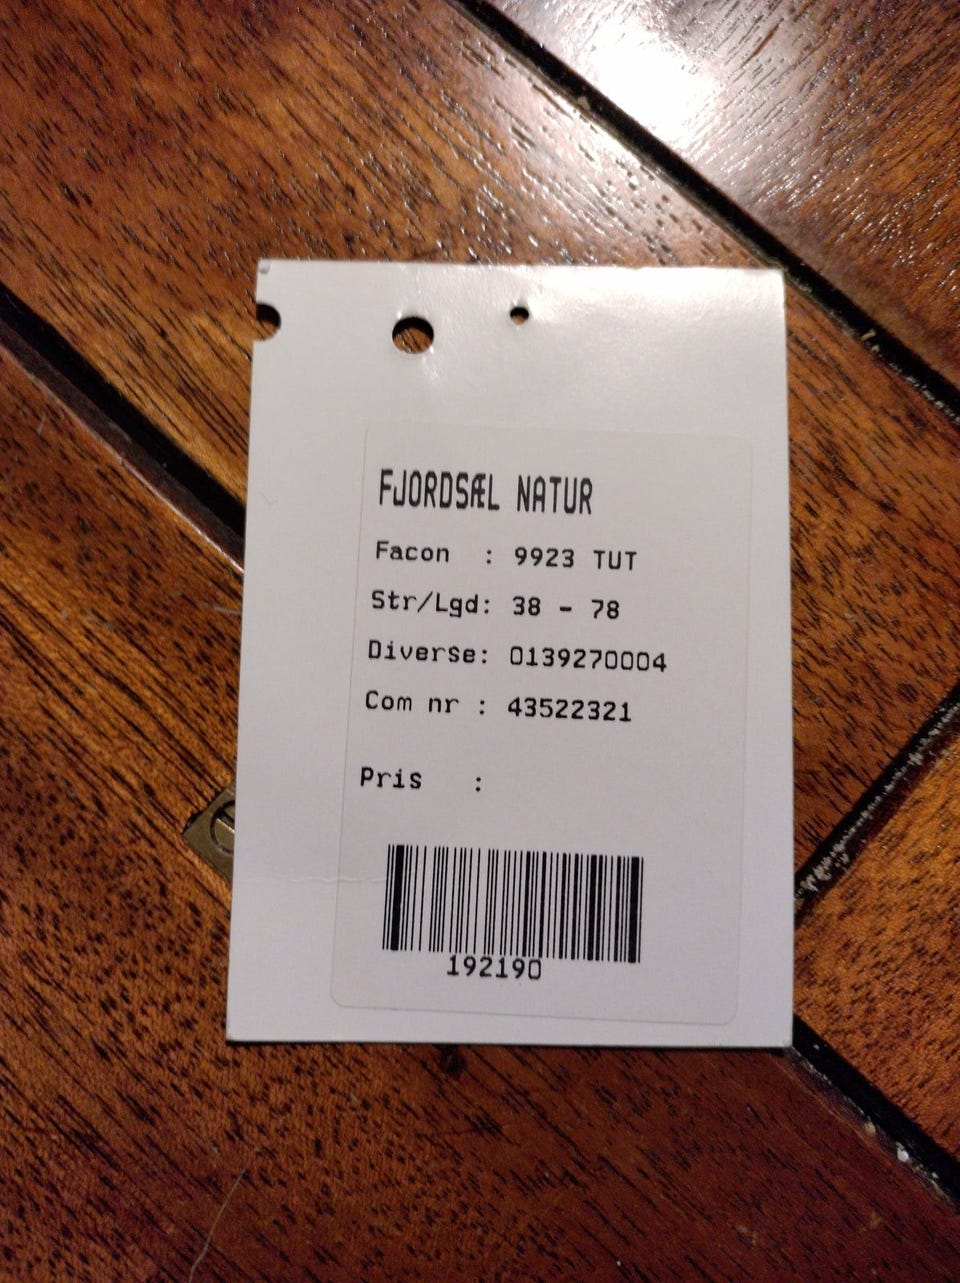 FJORDSÆL NATUR
Facon : 9923 TUT
Str/Lgd: 38 - 78
Diverse: 0139270004
Com nr : 43522321
Pris :
192190